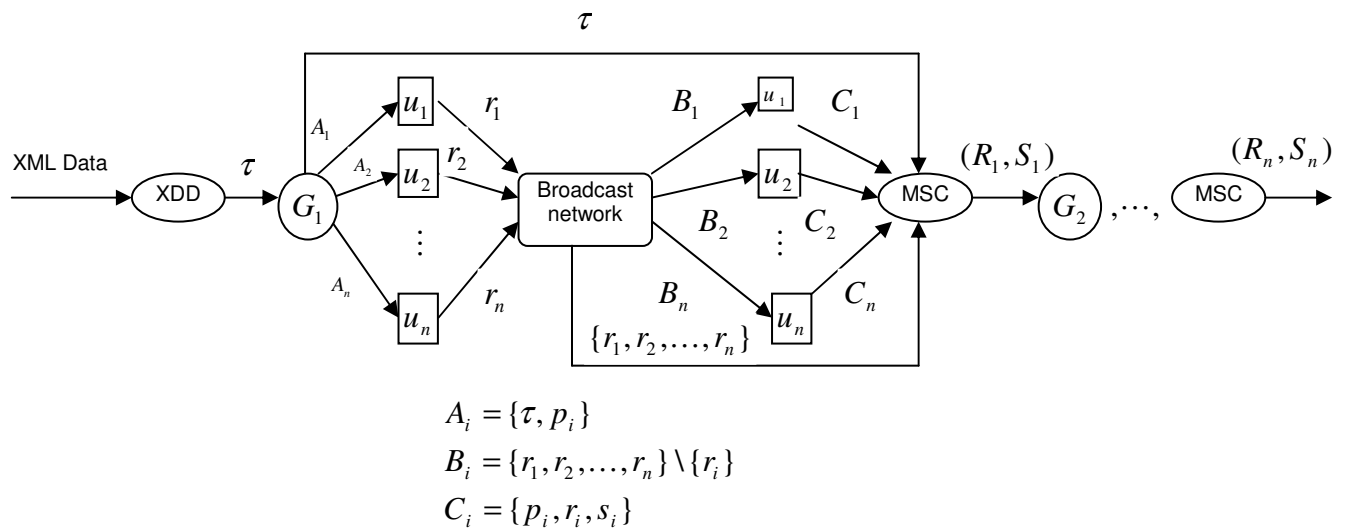 τ
XML Data
XDD
τ
G₁
A₁
A₂
Aₙ
u₁
u₂
⋮
uₙ
r₁
r₂
rₙ
Broadcast
network
{r₁, r₂, …, rₙ}
B₁
B₂
Bₙ
u₁
u₂
⋮
uₙ
C₁
C₂
Cₙ
MSC
(R₁, S₁)
G₂
, ⋯ ,
MSC
(Rₙ, Sₙ)
Aᵢ = {τ, pᵢ}
Bᵢ = {r₁, r₂, …, rₙ} \ {rᵢ}
Cᵢ = {pᵢ, rᵢ, sᵢ}